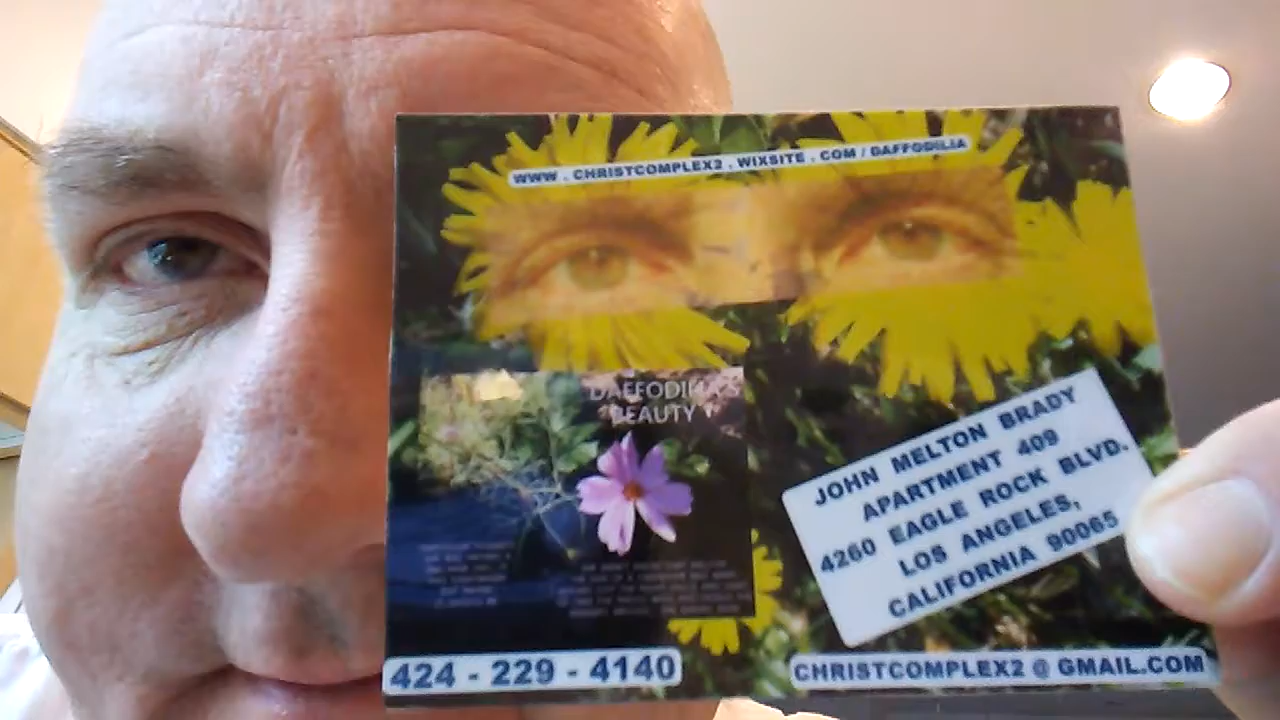 WWW . CHRISTCOMPLEX2 . WIXSITE . COM / DAFFODILIA
DAFFODILIA'S
BEAUTY
JOHN MELTON BRADY
APARTMENT 409
4260 EAGLE ROCK BLVD.
LOS ANGELES,
CALIFORNIA 90065
424 - 229 - 4140
CHRISTCOMPLEX2 @ GMAIL.COM